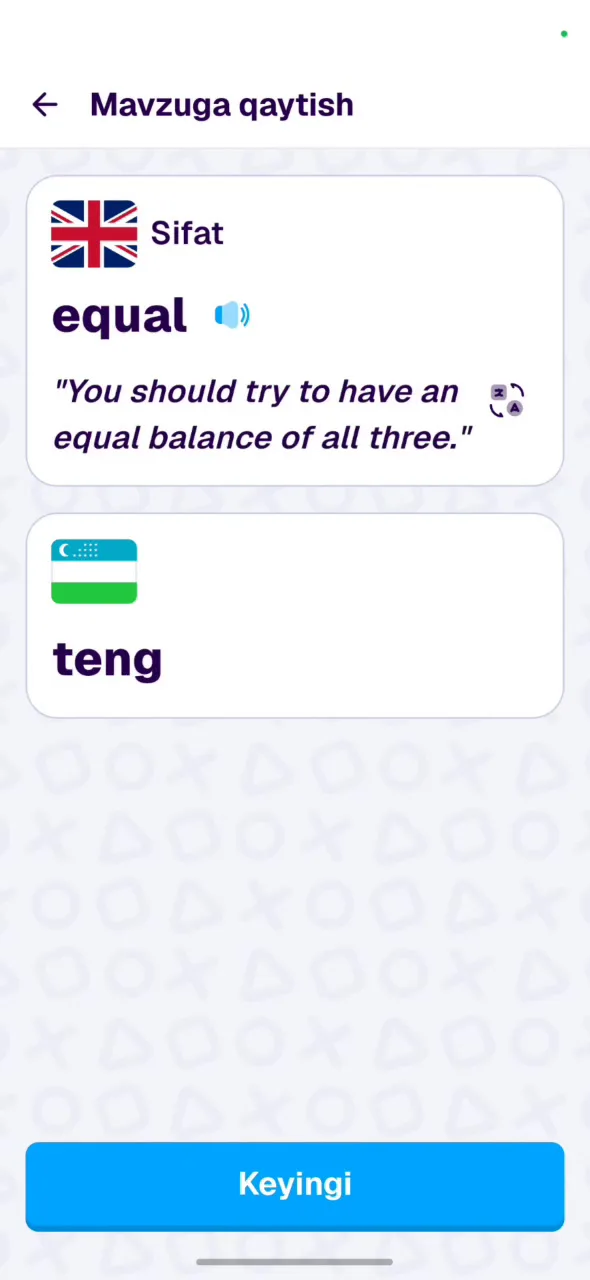 Mavzuga qaytish
Sifat
equal
"You should try to have an
equal balance of all three."
teng
Keyingi